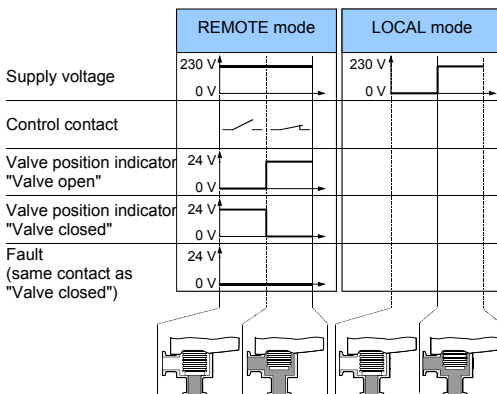 REMOTE mode
LOCAL mode
Supply voltage
230 V
0 V
230 V
0 V
Control contact
Valve position indicator
"Valve open"
24 V
0 V
Valve position indicator
"Valve closed"
24 V
0 V
Fault
(same contact as
"Valve closed")
24 V
0 V